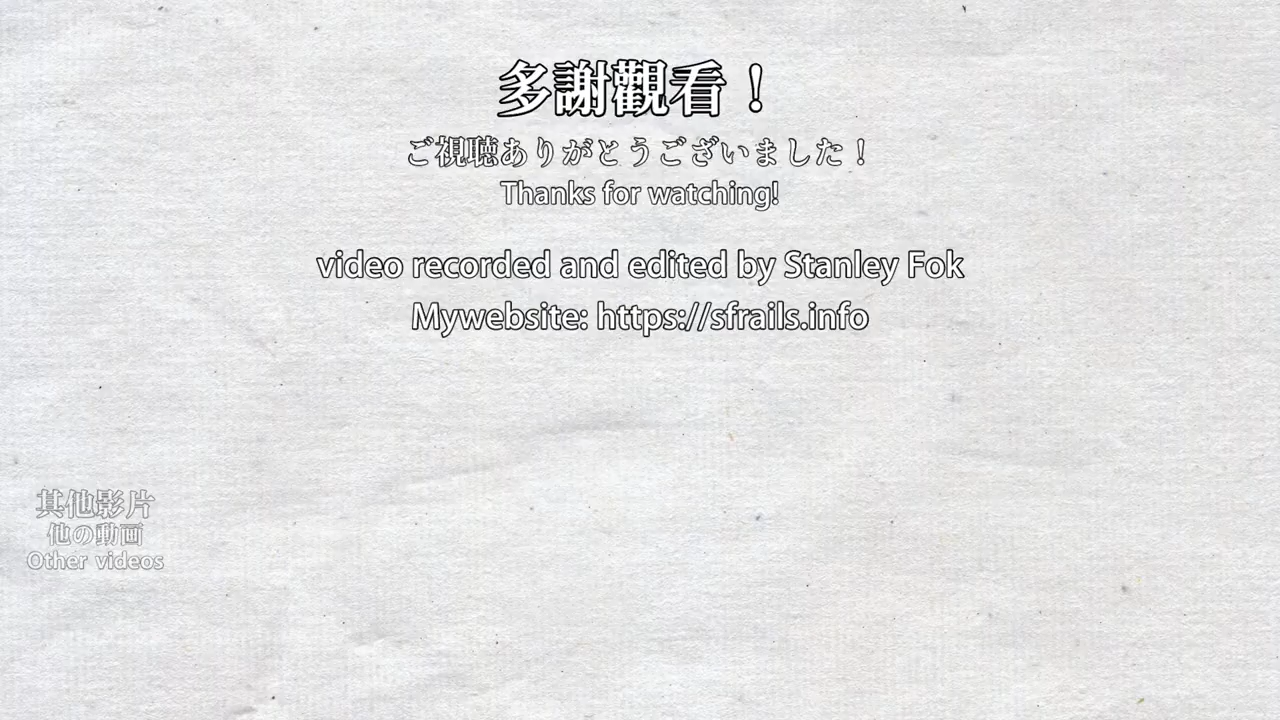 多謝觀看！
ご視聴ありがとうございました！
Thanks for watching!
video recorded and edited by Stanley Fok
Mywebsite: https://sfrails.info
其他影片
他の動画
Other videos